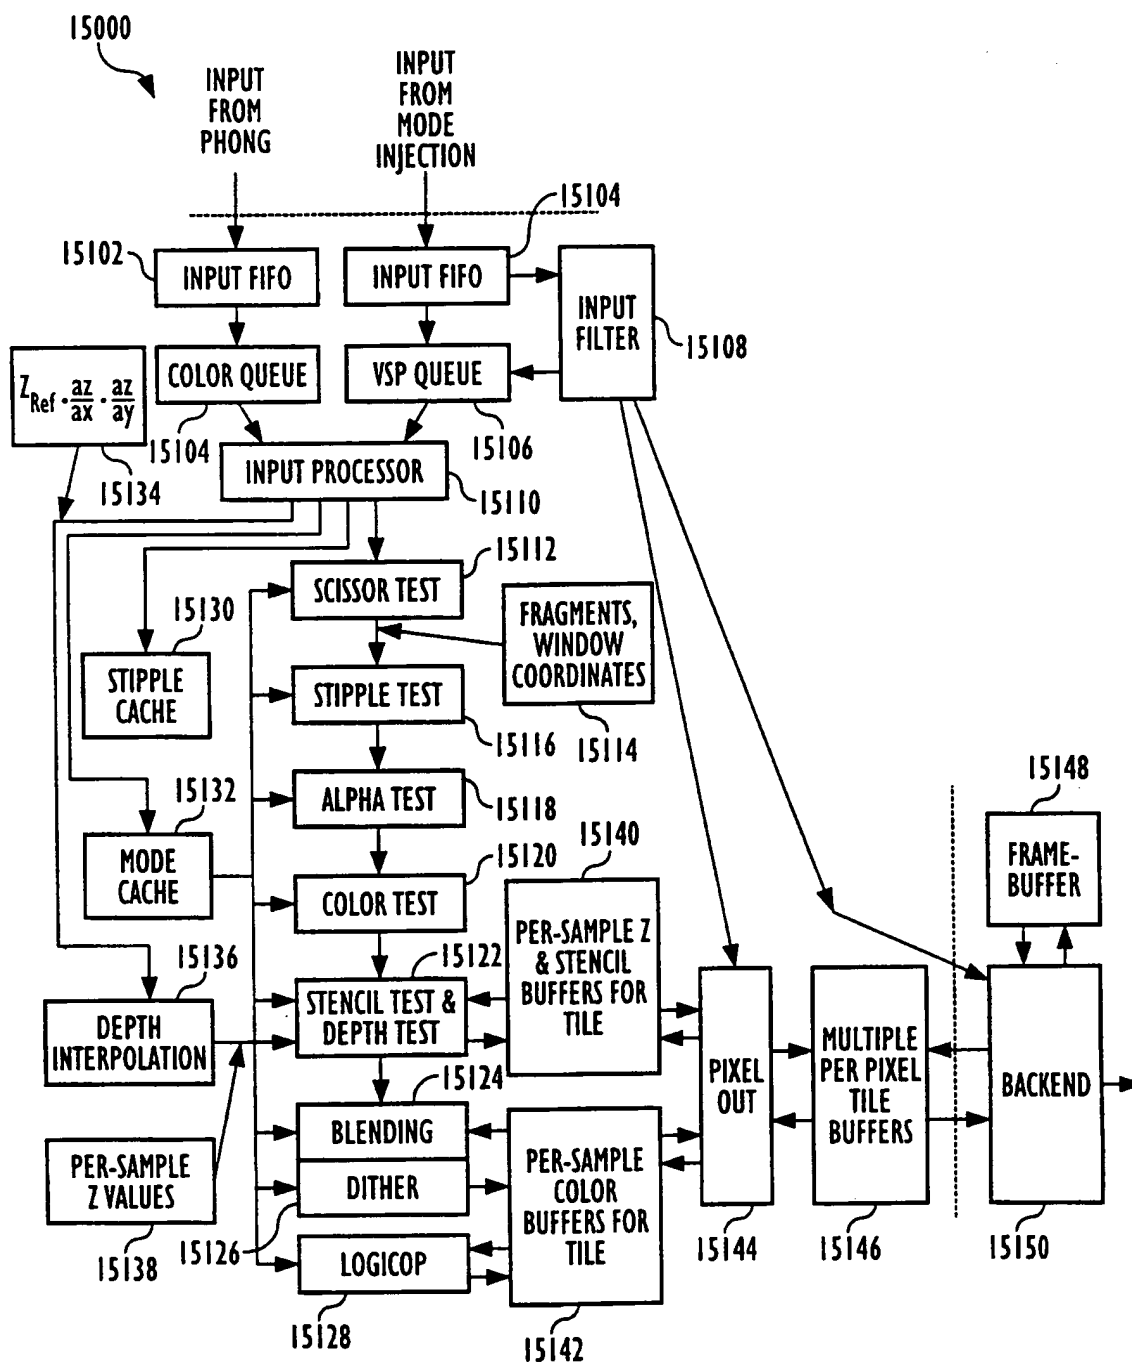 15000
INPUT
FROM
PHONG
INPUT
FROM
MODE
INJECTION
15104
15102
INPUT FIFO
INPUT FIFO
INPUT
FILTER
15108
Z_Ref · az/ax · az/ay
COLOR QUEUE
VSP QUEUE
15104
15106
15134
INPUT PROCESSOR
15110
15112
SCISSOR TEST
FRAGMENTS,
WINDOW
COORDINATES
15114
15130
STIPPLE
CACHE
STIPPLE TEST
15116
ALPHA TEST
15118
15132
MODE
CACHE
15120
COLOR TEST
15140
PER-SAMPLE Z
& STENCIL
BUFFERS FOR
TILE
15148
FRAME-
BUFFER
15136
DEPTH
INTERPOLATION
15122
STENCIL TEST &
DEPTH TEST
PIXEL
OUT
15144
MULTIPLE
PER PIXEL
TILE
BUFFERS
15146
BACKEND
15150
15124
BLENDING
DITHER
15126
PER-SAMPLE
Z VALUES
15138
PER-SAMPLE
COLOR
BUFFERS FOR
TILE
15142
LOGICOP
15128